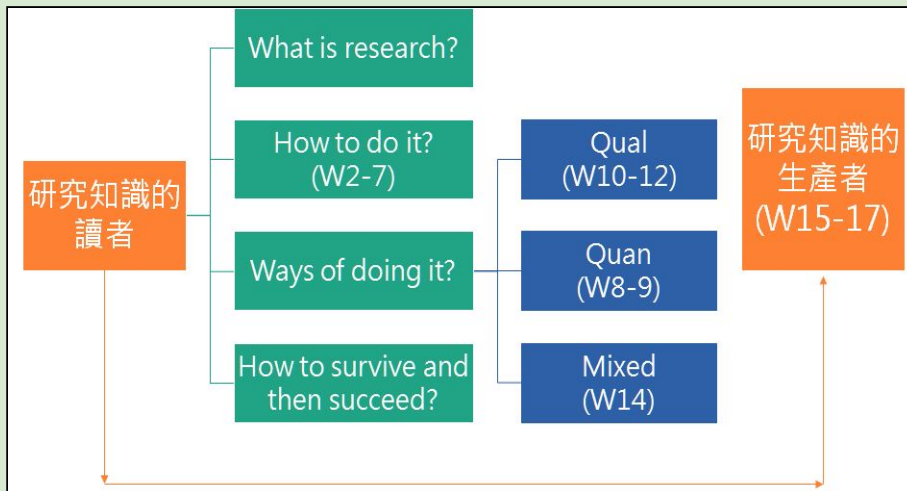 研究知識的
讀者
What is research?
How to do it?
(W2-7)
Ways of doing it?
How to survive and
then succeed?
Qual
(W10-12)
Quan
(W8-9)
Mixed
(W14)
研究知識的
生產者
(W15-17)